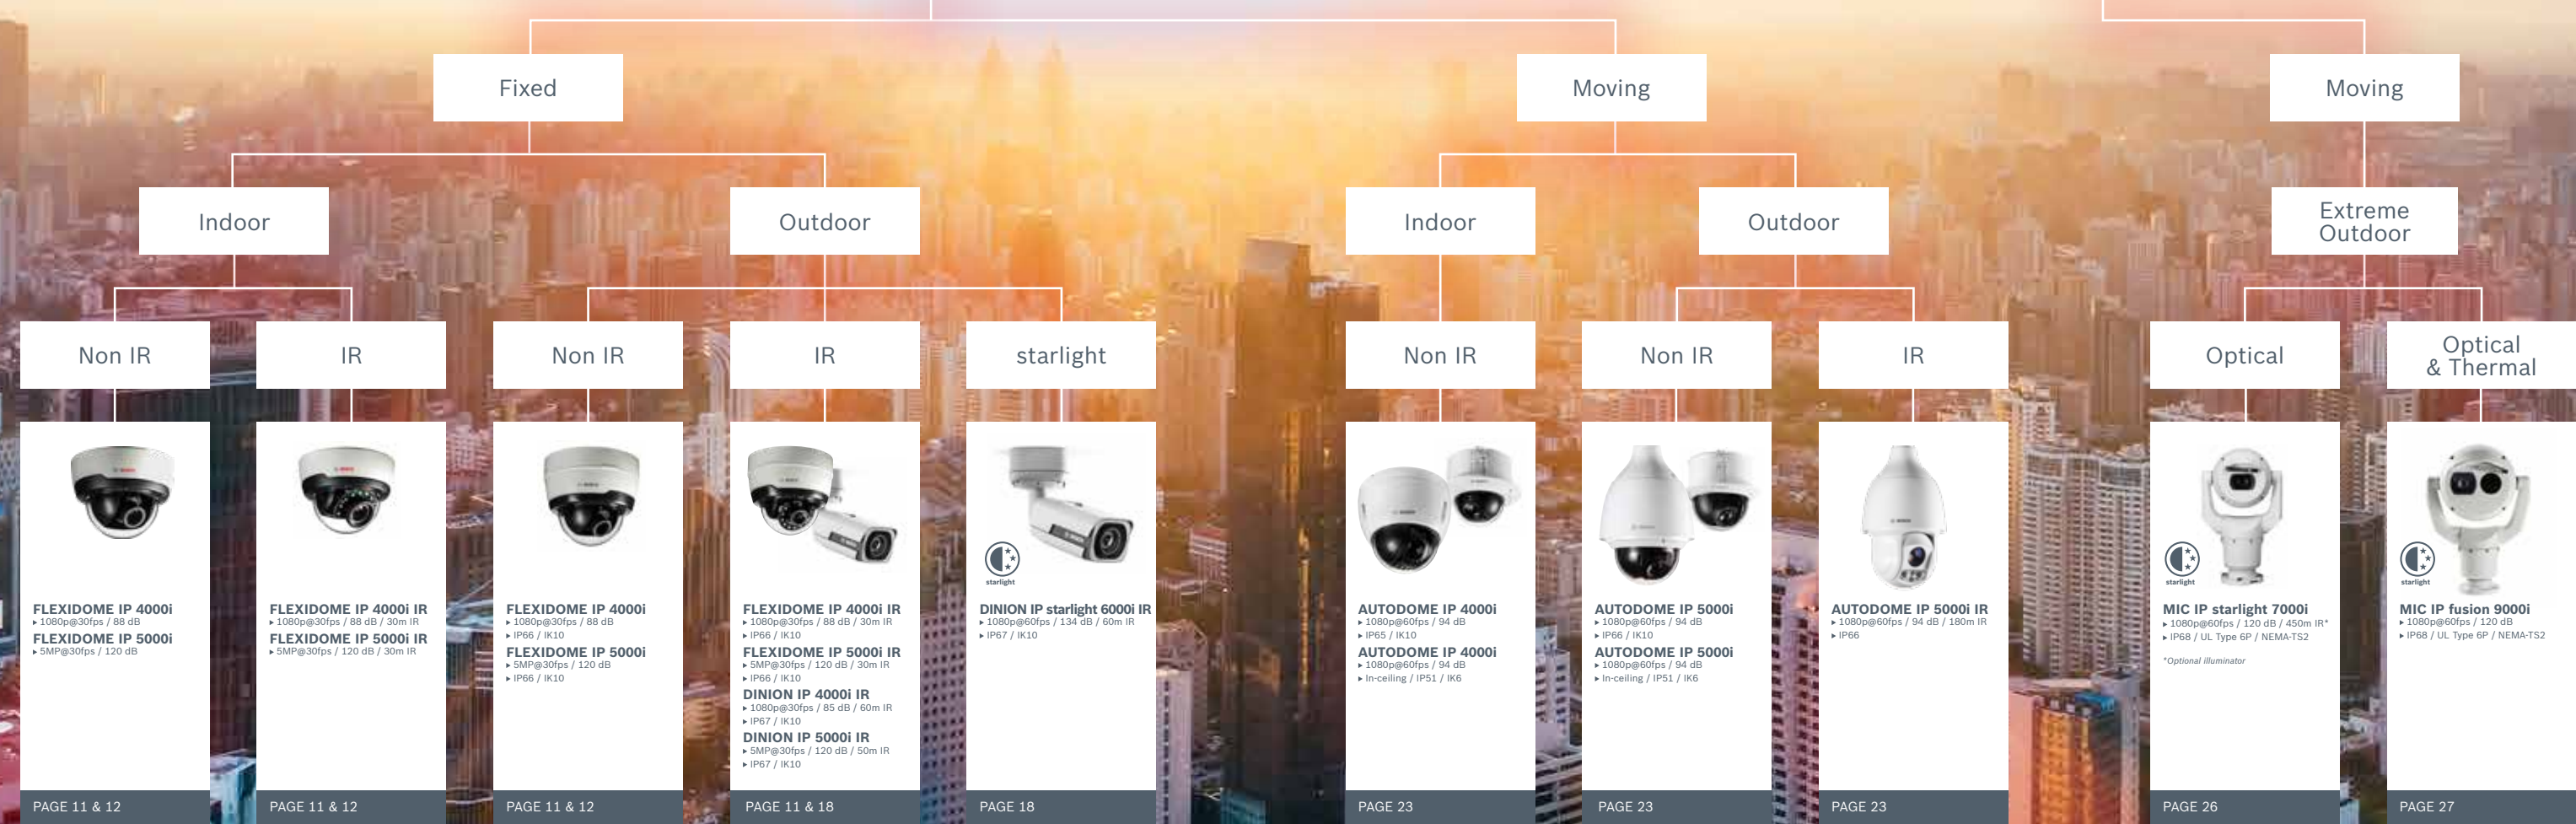 Fixed
Moving
Moving
Indoor
Outdoor
Indoor
Outdoor
Extreme
Outdoor
Non IR
IR
Non IR
IR
starlight
Non IR
Non IR
IR
Optical
Optical
& Thermal
FLEXIDOME IP 4000i
▸ 1080p@30fps / 88 dB
FLEXIDOME IP 5000i
▸ 5MP@30fps / 120 dB
PAGE 11 & 12
FLEXIDOME IP 4000i IR
▸ 1080p@30fps / 88 dB / 30m IR
FLEXIDOME IP 5000i IR
▸ 5MP@30fps / 120 dB / 30m IR
PAGE 11 & 12
FLEXIDOME IP 4000i
▸ 1080p@30fps / 88 dB
▸ IP66 / IK10
FLEXIDOME IP 5000i
▸ 5MP@30fps / 120 dB
▸ IP66 / IK10
PAGE 11 & 12
FLEXIDOME IP 4000i IR
▸ 1080p@30fps / 88 dB / 30m IR
▸ IP66 / IK10
FLEXIDOME IP 5000i IR
▸ 5MP@30fps / 120 dB / 30m IR
▸ IP66 / IK10
DINION IP 4000i IR
▸ 1080p@30fps / 85 dB / 60m IR
▸ IP67 / IK10
DINION IP 5000i IR
▸ 5MP@30fps / 120 dB / 50m IR
▸ IP67 / IK10
PAGE 11 & 18
starlight
DINION IP starlight 6000i IR
▸ 1080p@60fps / 134 dB / 60m IR
▸ IP67 / IK10
PAGE 18
AUTODOME IP 4000i
▸ 1080p@60fps / 94 dB
▸ IP65 / IK10
AUTODOME IP 4000i
▸ 1080p@60fps / 94 dB
▸ In-ceiling / IP51 / IK6
PAGE 23
AUTODOME IP 5000i
▸ 1080p@60fps / 94 dB
▸ IP66 / IK10
AUTODOME IP 5000i
▸ 1080p@60fps / 94 dB
▸ In-ceiling / IP51 / IK6
PAGE 23
AUTODOME IP 5000i IR
▸ 1080p@60fps / 94 dB / 180m IR
▸ IP66
PAGE 23
starlight
MIC IP starlight 7000i
▸ 1080p@60fps / 120 dB / 450m IR*
▸ IP68 / UL Type 6P / NEMA-TS2
*Optional illuminator
PAGE 26
starlight
MIC IP fusion 9000i
▸ 1080p@60fps / 120 dB
▸ IP68 / UL Type 6P / NEMA-TS2
PAGE 27